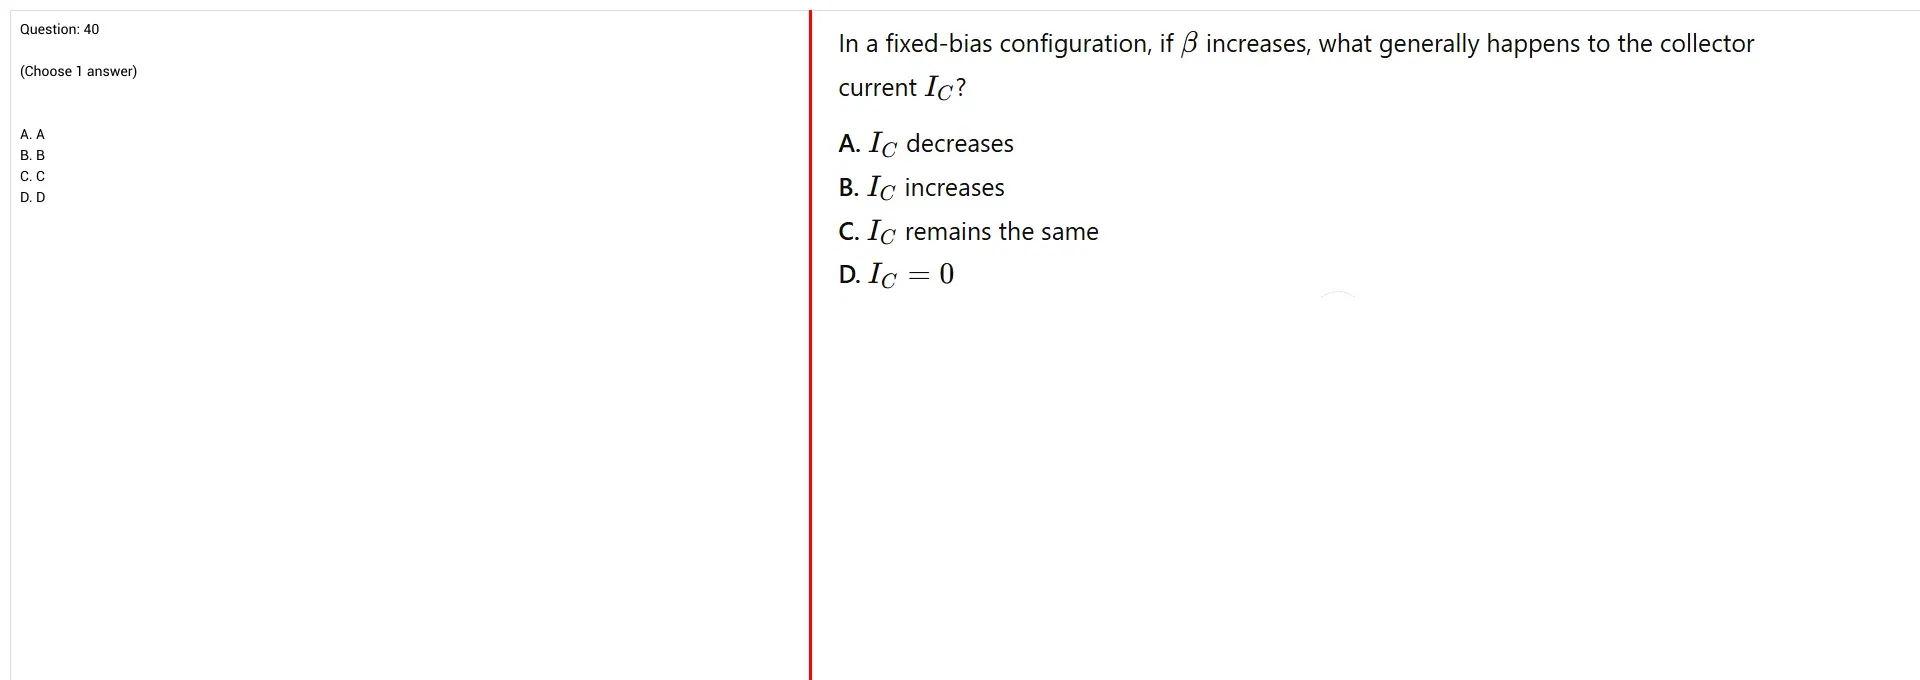 Question: 40
(Choose 1 answer)
A. A
B. B
C. C
D. D
In a fixed-bias configuration, if β increases, what generally happens to the collector
current I_C?
A. I_C decreases
B. I_C increases
C. I_C remains the same
D. I_C = 0